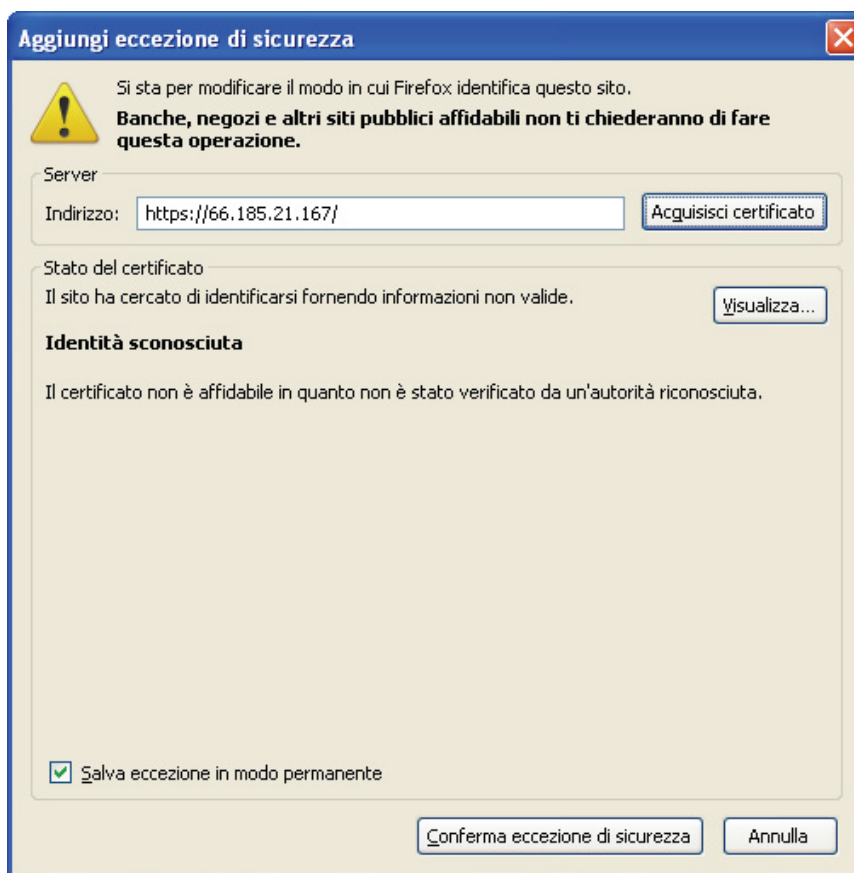 Aggiungi eccezione di sicurezza
Si sta per modificare il modo in cui Firefox identifica questo sito.
Banche, negozi e altri siti pubblici affidabili non ti chiederanno di fare
questa operazione.
Server
Indirizzo: https://66.185.21.167/ Acquisisci certificato
Stato del certificato
Il sito ha cercato di identificarsi fornendo informazioni non valide.
Visualizza...
Identità sconosciuta
Il certificato non è affidabile in quanto non è stato verificato da un'autorità riconosciuta.
Salva eccezione in modo permanente
Conferma eccezione di sicurezza Annulla